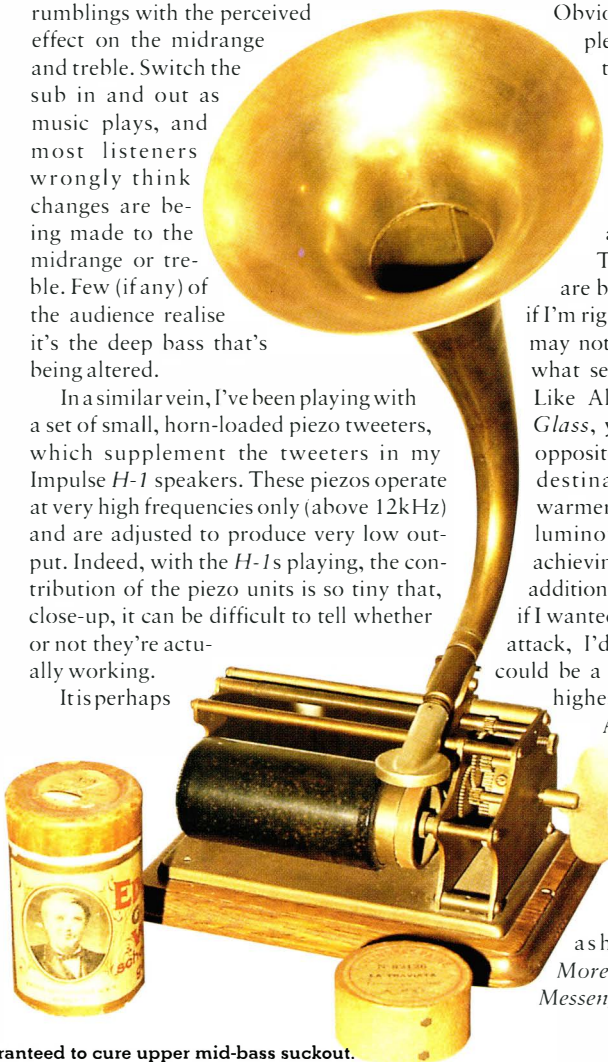 rumblings with the perceived
effect on the midrange
and treble. Switch the
sub in and out as
music plays, and
most listeners
wrongly think
changes are be-
ing made to the
midrange or tre-
ble. Few (if any) of
the audience realise
it's the deep bass that's
being altered.
In a similar vein, I've been playing with
a set of small, horn-loaded piezo tweeters,
which supplement the tweeters in my
Impulse H-1 speakers. These piezos operate
at very high frequencies only (above 12kHz)
and are adjusted to produce very low out-
put. Indeed, with the H-1s playing, the con-
tribution of the piezo units is so tiny that,
close-up, it can be difficult to tell whether
or not they're actu-
ally working.
It is perhaps
Obvio
ple
t
a
T
are b
if I'm rig
may not
what se
Like Al
Glass, y
opposit
destina
warmer
lumino
achievin
addition
if I wanted
attack, I'd
could be a
higher
A
as h
More
Messen
LA TRAVIATA
ranteed to cure upper mid-bass suckout.